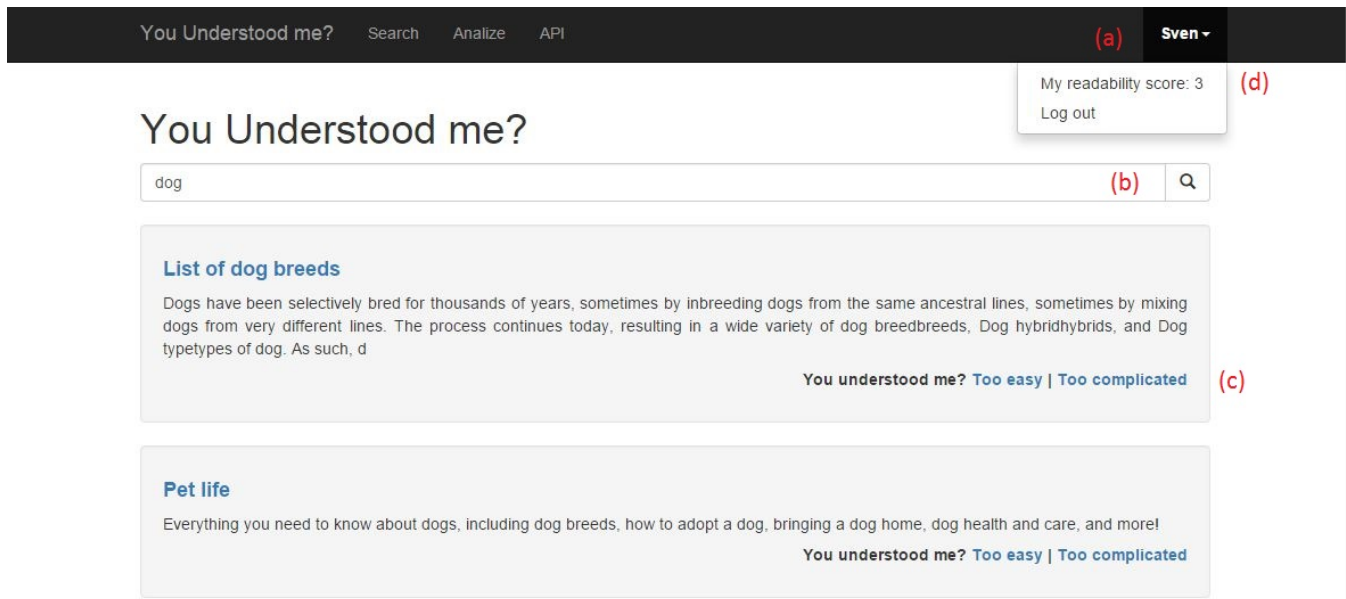 You Understood me? Search Analize API (a) Sven
My readability score: 3 (d)
Log out
You Understood me?
dog (b)
List of dog breeds
Dogs have been selectively bred for thousands of years, sometimes by inbreeding dogs from the same ancestral lines, sometimes by mixing
dogs from very different lines. The process continues today, resulting in a wide variety of dog breedbreeds, Dog hybridhybrids, and Dog
typetypes of dog. As such, d
You understood me? Too easy | Too complicated (c)
Pet life
Everything you need to know about dogs, including dog breeds, how to adopt a dog, bringing a dog home, dog health and care, and more!
You understood me? Too easy | Too complicated